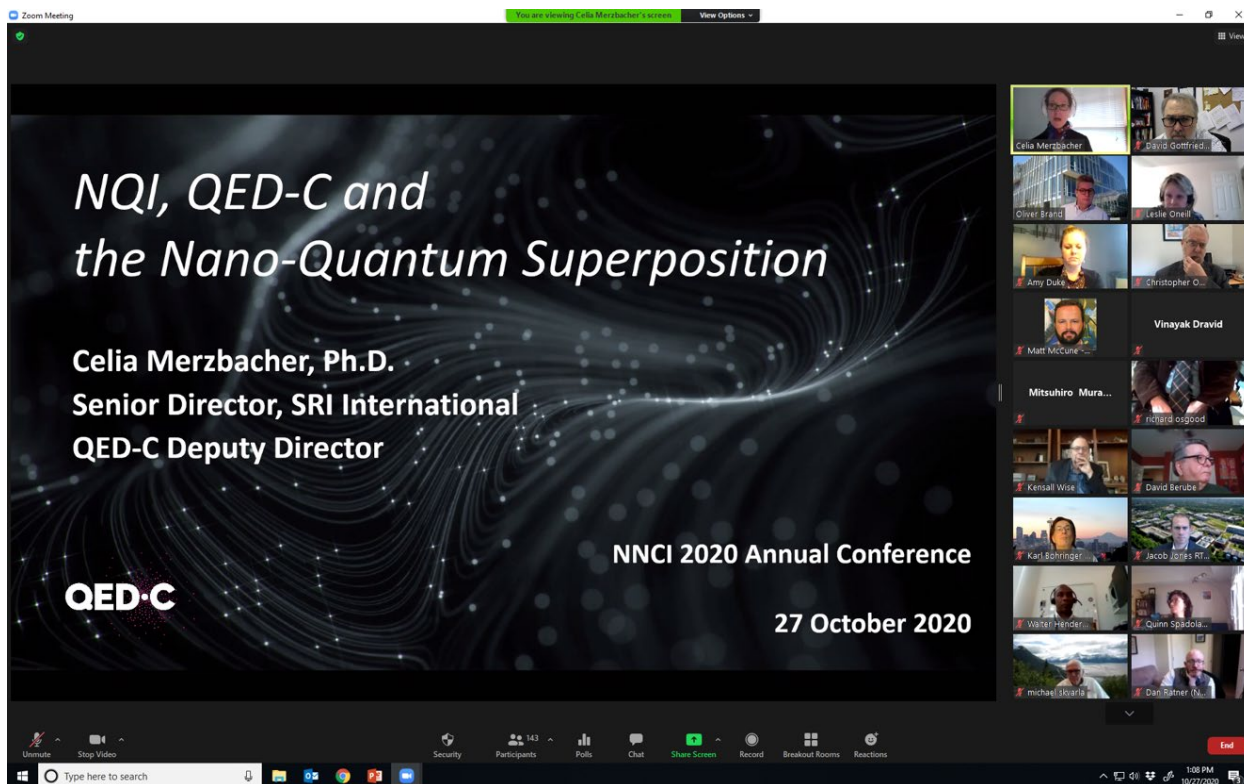 Zoom Meeting
You are viewing Celia Merzbacher's screen View Options
View
NQI, QED-C and
the Nano-Quantum Superposition
Celia Merzbacher, Ph.D.
Senior Director, SRI International
QED-C Deputy Director
NNCI 2020 Annual Conference
27 October 2020
QED·C
Celia Merzbacher
David Gottfried...
Oliver Brand
Leslie Oneill
Amy Duke
Christopher O...
Matt McCune -...
Vinayak Dravid
Mitsuhiro Mura...
richard osgood
Kensall Wise
David Berube
Karl Bohringer ...
Jacob Jones RT...
Walter Hender...
Quinn Spadola...
michael skvarla
Dan Ratner (N...
Unmute
Stop Video
Security
Participants
143
Polls
Chat
Share Screen
Record
Breakout Rooms
Reactions
End
Type here to search
1:08 PM
10/27/2020